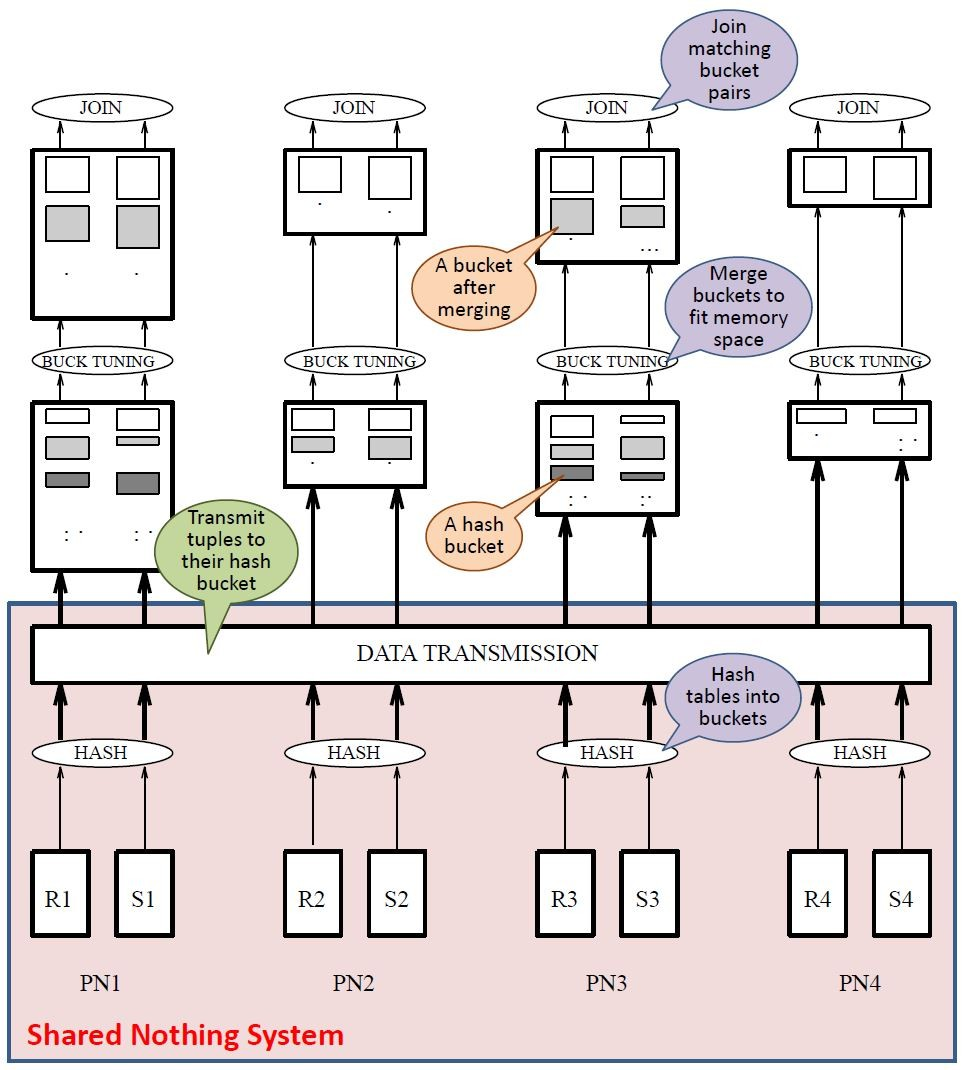 Join
matching
bucket
pairs
JOIN
JOIN
JOIN
JOIN
A bucket
after
merging
Merge
buckets to
fit memory
space
BUCK TUNING
BUCK TUNING
BUCK TUNING
BUCK TUNING
Transmit
tuples to
their hash
bucket
A hash
bucket
DATA TRANSMISSION
Hash
tables into
buckets
HASH
HASH
HASH
HASH
R1 S1 R2 S2 R3 S3 R4 S4
PN1 PN2 PN3 PN4
Shared Nothing System